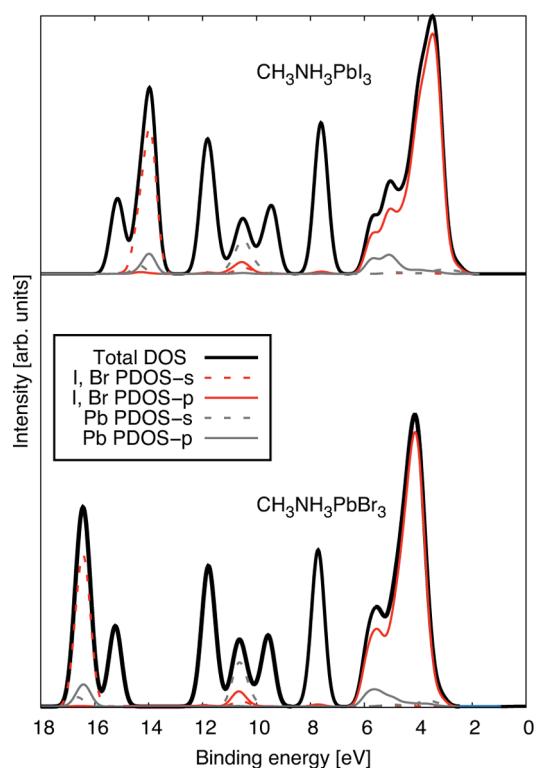 CH3NH3PbI3
Intensity [arb. units]
Total DOS
I, Br PDOS-s
I, Br PDOS-p
Pb PDOS-s
Pb PDOS-p
CH3NH3PbBr3
18 16 14 12 10 8 6 4 2 0
Binding energy [eV]